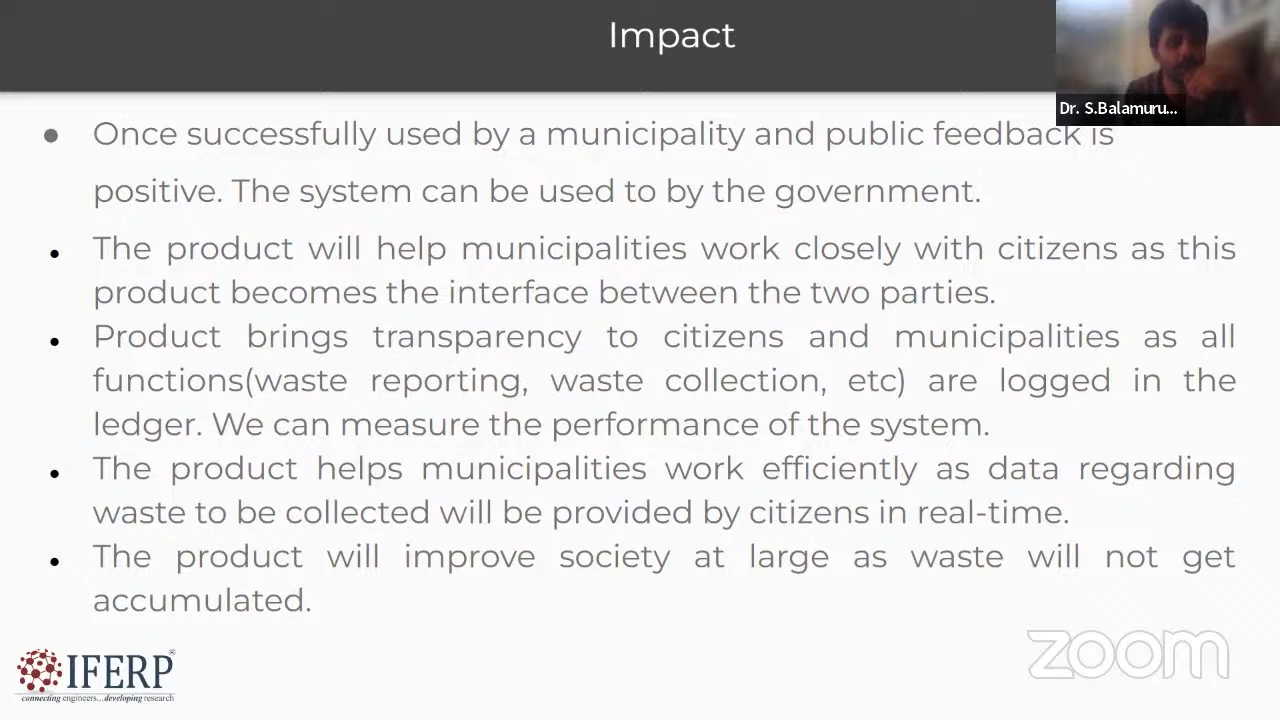 Impact
Dr. S.Balamuru...
● Once successfully used by a municipality and public feedback is
positive. The system can be used to by the government.
● The product will help municipalities work closely with citizens as this
product becomes the interface between the two parties.
● Product brings transparency to citizens and municipalities as all
functions(waste reporting, waste collection, etc) are logged in the
ledger. We can measure the performance of the system.
● The product helps municipalities work efficiently as data regarding
waste to be collected will be provided by citizens in real-time.
● The product will improve society at large as waste will not get
accumulated.
IFERP®
connecting engineers...developing research
zoom